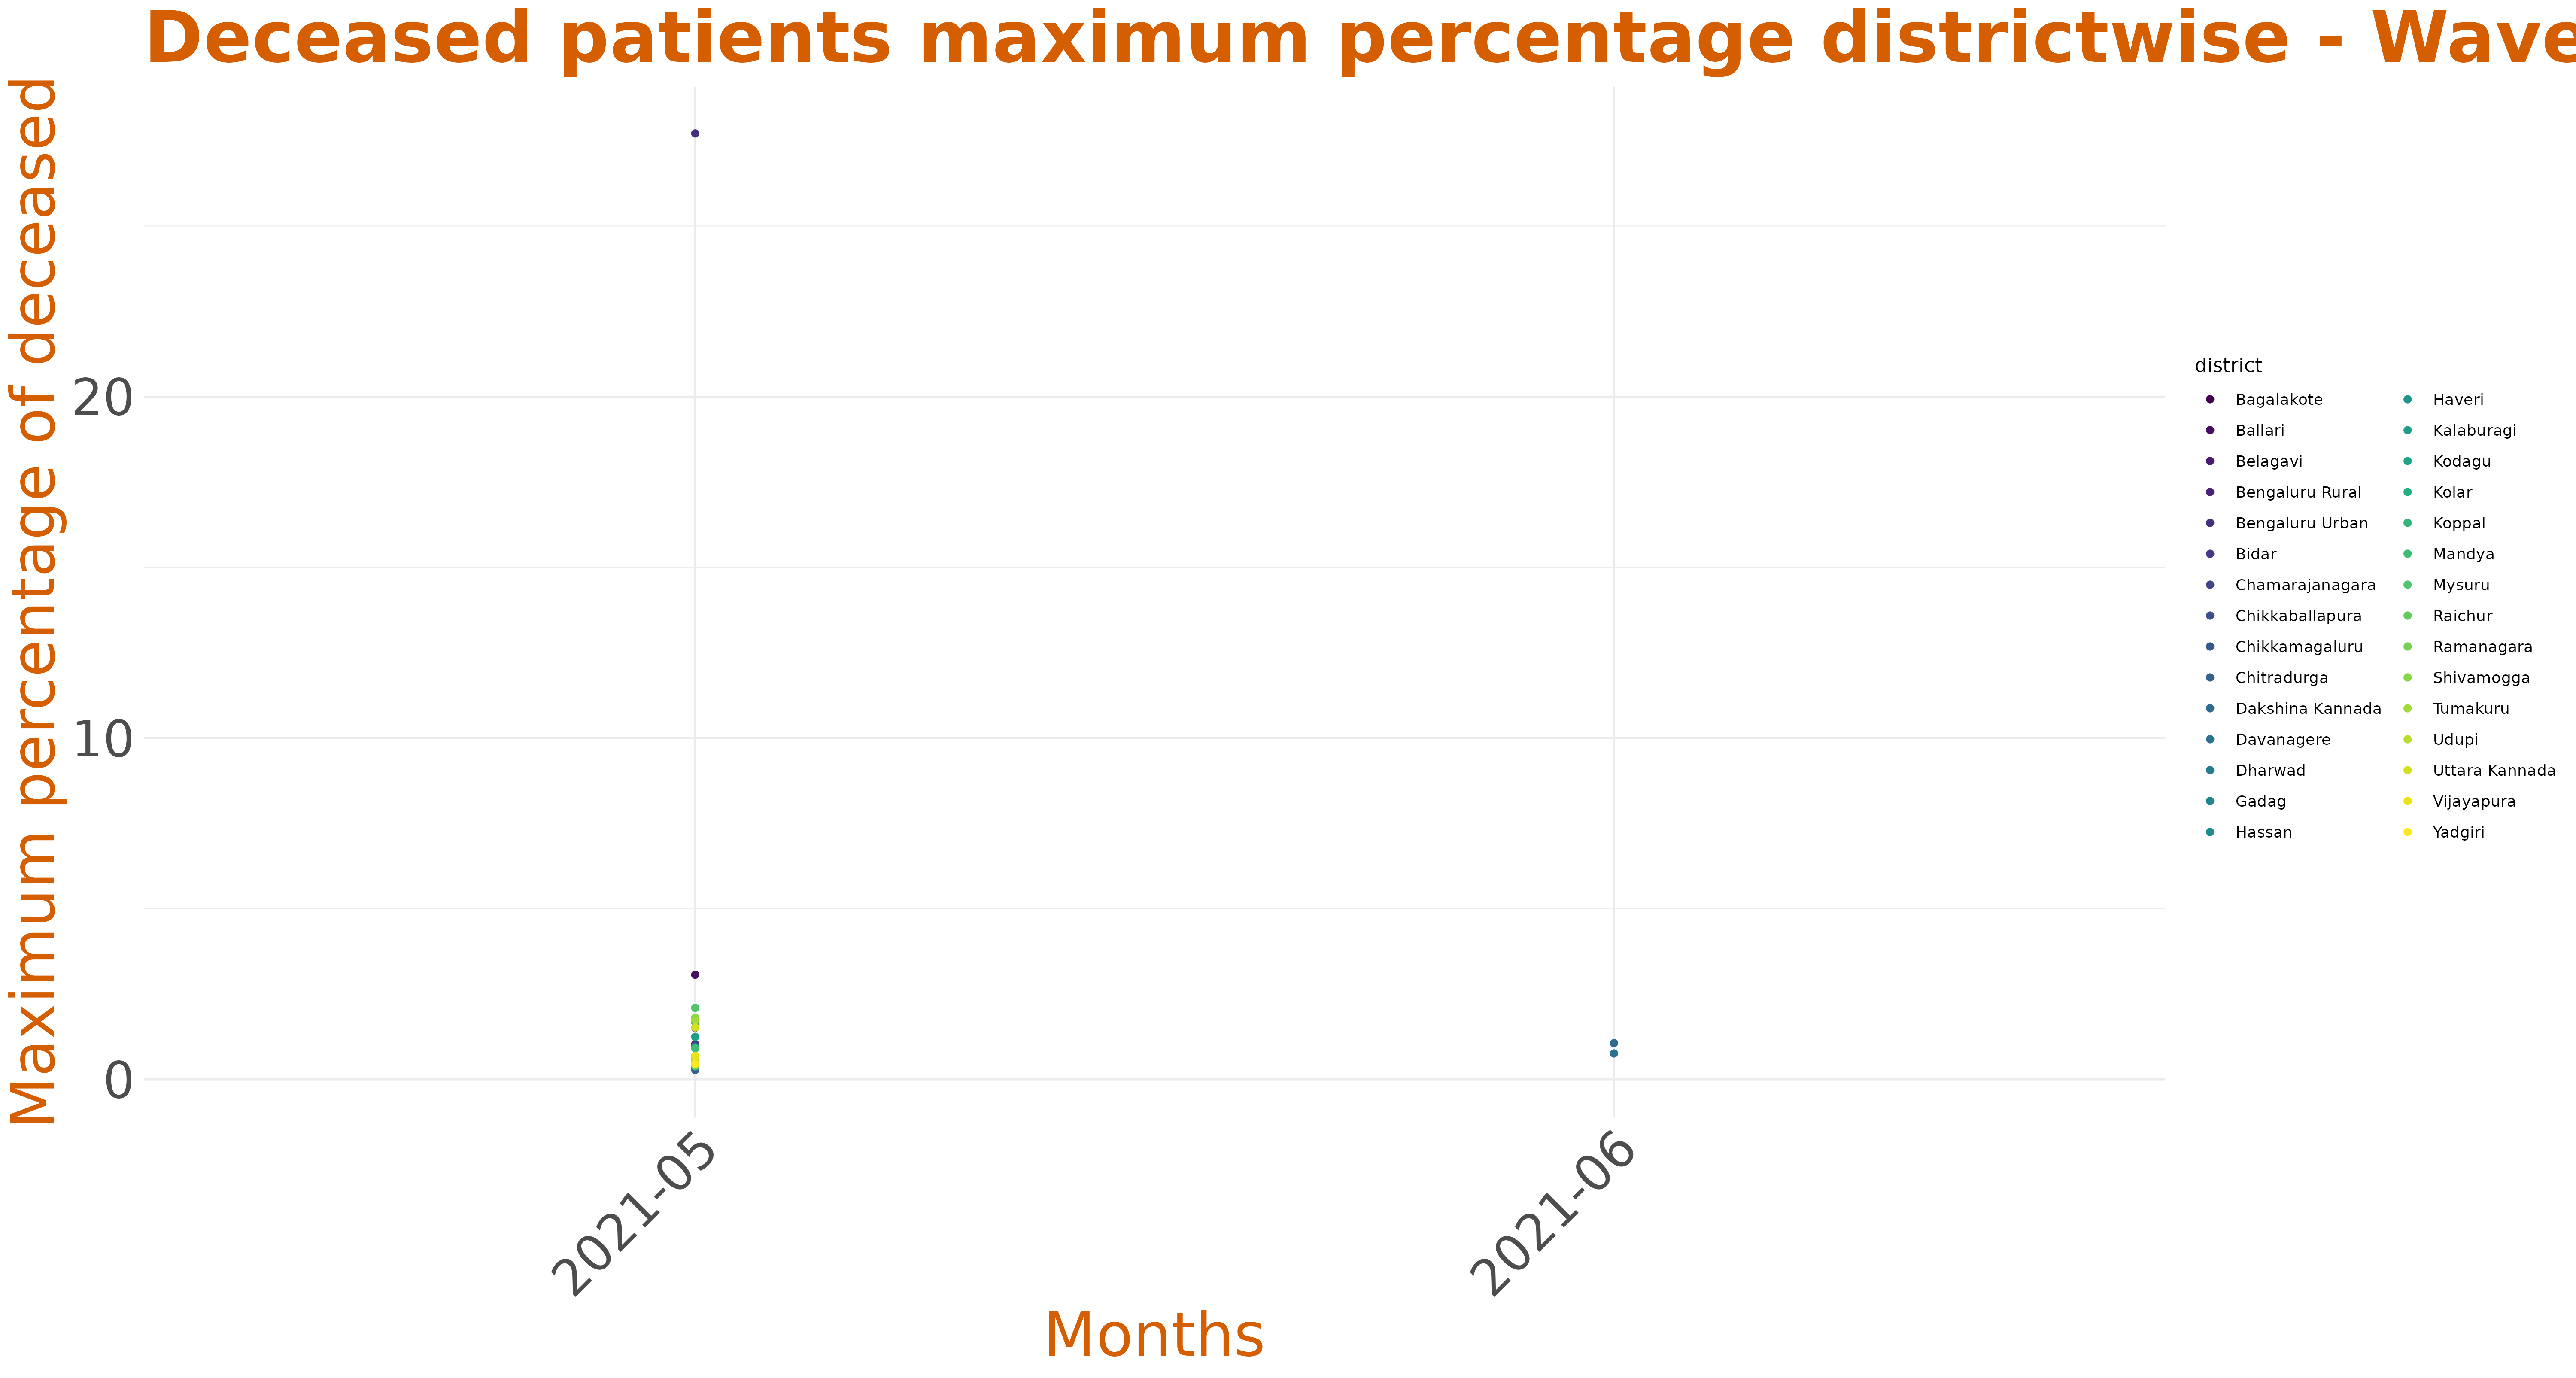 Deceased patients maximum percentage districtwise - Wave
Maximum percentage of deceased
20
10
0
2021-05
2021-06
Months
district
Bagalakote
Ballari
Belagavi
Bengaluru Rural
Bengaluru Urban
Bidar
Chamarajanagara
Chikkaballapura
Chikkamagaluru
Chitradurga
Dakshina Kannada
Davanagere
Dharwad
Gadag
Hassan
Haveri
Kalaburagi
Kodagu
Kolar
Koppal
Mandya
Mysuru
Raichur
Ramanagara
Shivamogga
Tumakuru
Udupi
Uttara Kannada
Vijayapura
Yadgiri